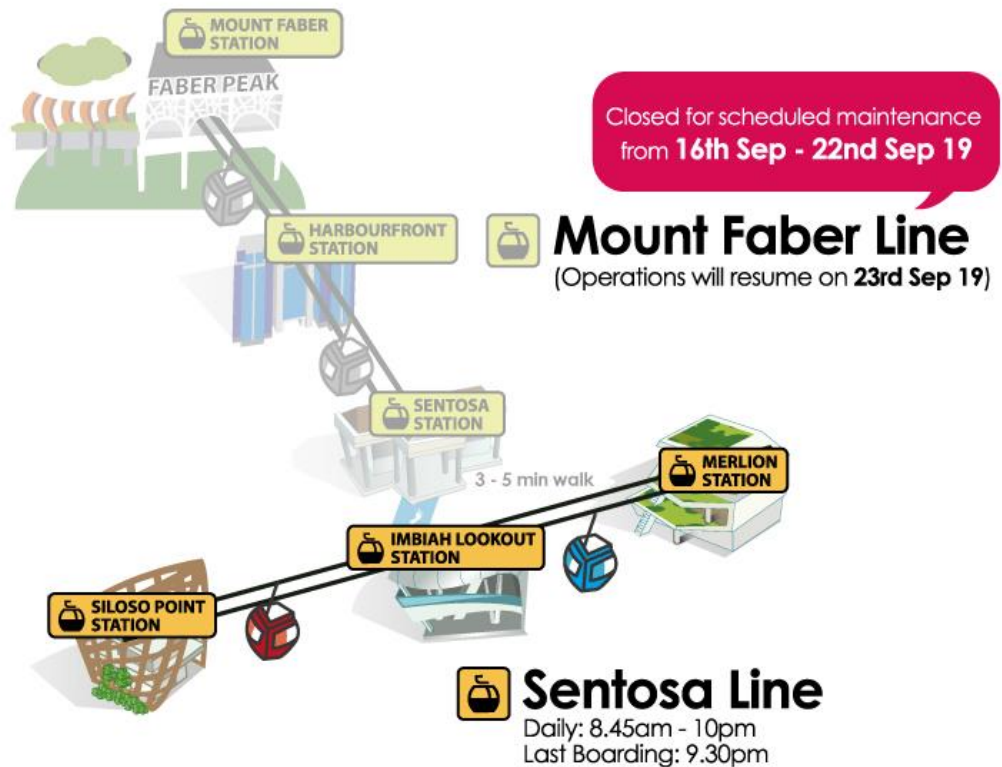 MOUNT FABER
STATION
FABER PEAK
Closed for scheduled maintenance
from 16th Sep - 22nd Sep 19
HARBOURFRONT
STATION
Mount Faber Line
(Operations will resume on 23rd Sep 19)
SENTOSA
STATION
3 - 5 min walk
MERLION
STATION
IMBIAH LOOKOUT
STATION
SILOSO POINT
STATION
Sentosa Line
Daily: 8.45am - 10pm
Last Boarding: 9.30pm